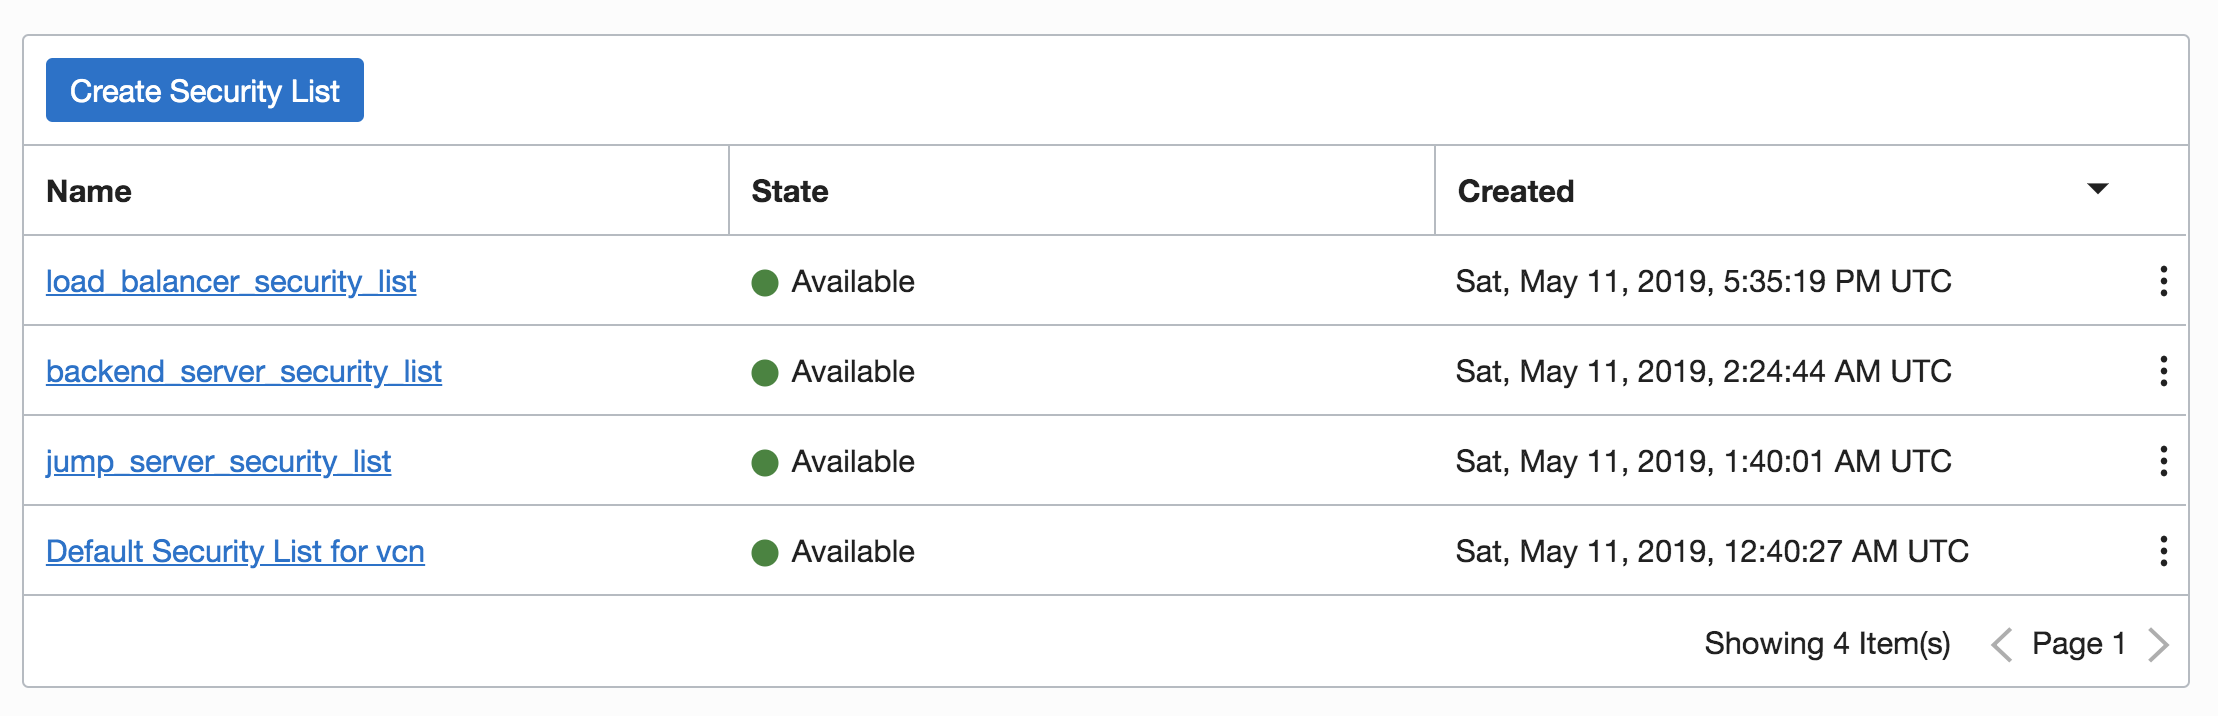 Create Security List
Name State Created
load_balancer_security_list Available Sat, May 11, 2019, 5:35:19 PM UTC
backend_server_security_list Available Sat, May 11, 2019, 2:24:44 AM UTC
jump_server_security_list Available Sat, May 11, 2019, 1:40:01 AM UTC
Default Security List for vcn Available Sat, May 11, 2019, 12:40:27 AM UTC
Showing 4 Item(s) Page 1